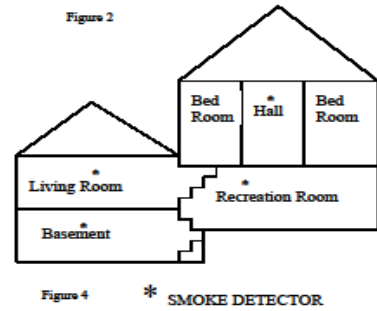 Figure 2
Bed Room
* Hall
Bed Room
* Living Room
* Recreation Room
* Basement
Figure 4
* SMOKE DETECTOR